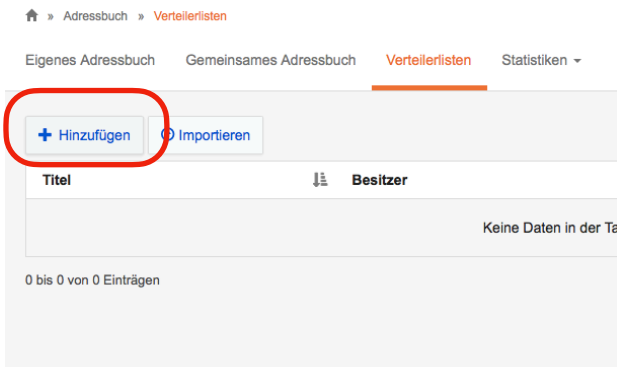 » Adressbuch » Verteilerlisten
Eigenes Adressbuch Gemeinsames Adressbuch Verteilerlisten Statistiken
Hinzufügen Importieren
Titel Besitzer
Keine Daten in der Ta
0 bis 0 von 0 Einträgen